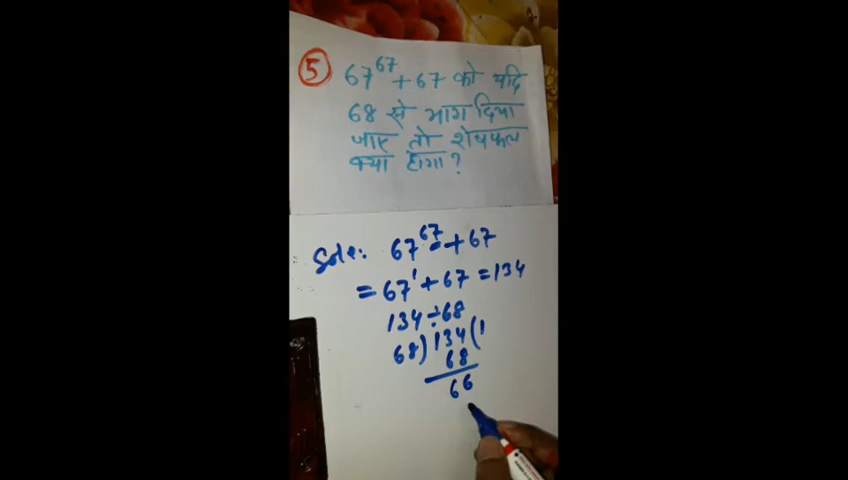 5 67^67 + 67 को यदि
68 से भाग दिया
जाए तो शेषफल
क्या होगा ?
Soln: 67^67 + 67
= 67^1 + 67 = 134
134 ÷ 68
68 ) 134 ( 1
68
66